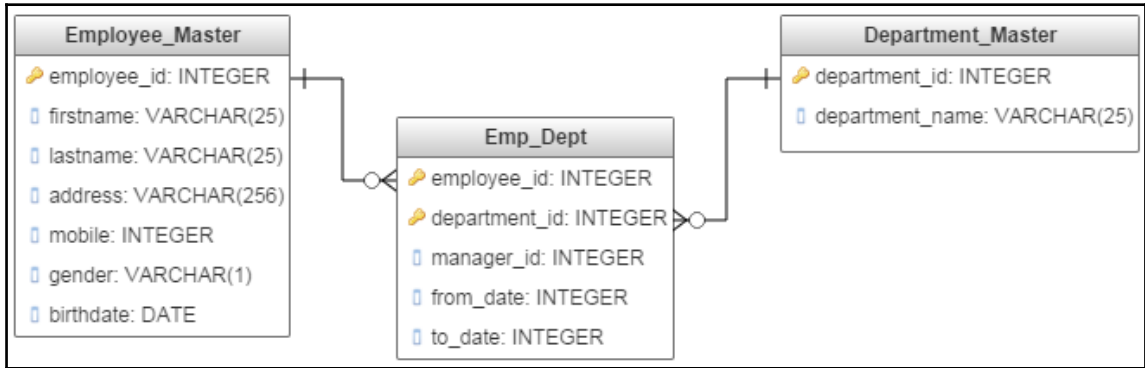 Employee_Master
employee_id: INTEGER
firstname: VARCHAR(25)
lastname: VARCHAR(25)
address: VARCHAR(256)
mobile: INTEGER
gender: VARCHAR(1)
birthdate: DATE
Emp_Dept
employee_id: INTEGER
department_id: INTEGER
manager_id: INTEGER
from_date: INTEGER
to_date: INTEGER
Department_Master
department_id: INTEGER
department_name: VARCHAR(25)